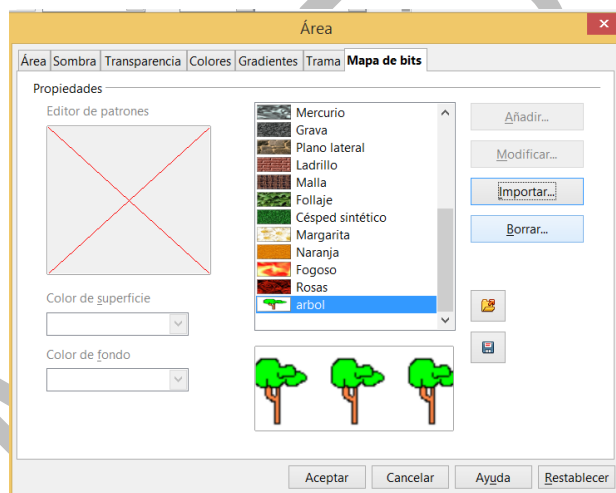 Área
Área Sombra Transparencia Colores Gradientes Trama Mapa de bits
Propiedades
Editor de patrones
Color de superficie
Color de fondo
Mercurio
Grava
Plano lateral
Ladrillo
Malla
Follaje
Césped sintético
Margarita
Naranja
Fogoso
Rosas
arbol
Añadir...
Modificar...
Importar...
Borrar...
Aceptar Cancelar Ayuda Restablecer